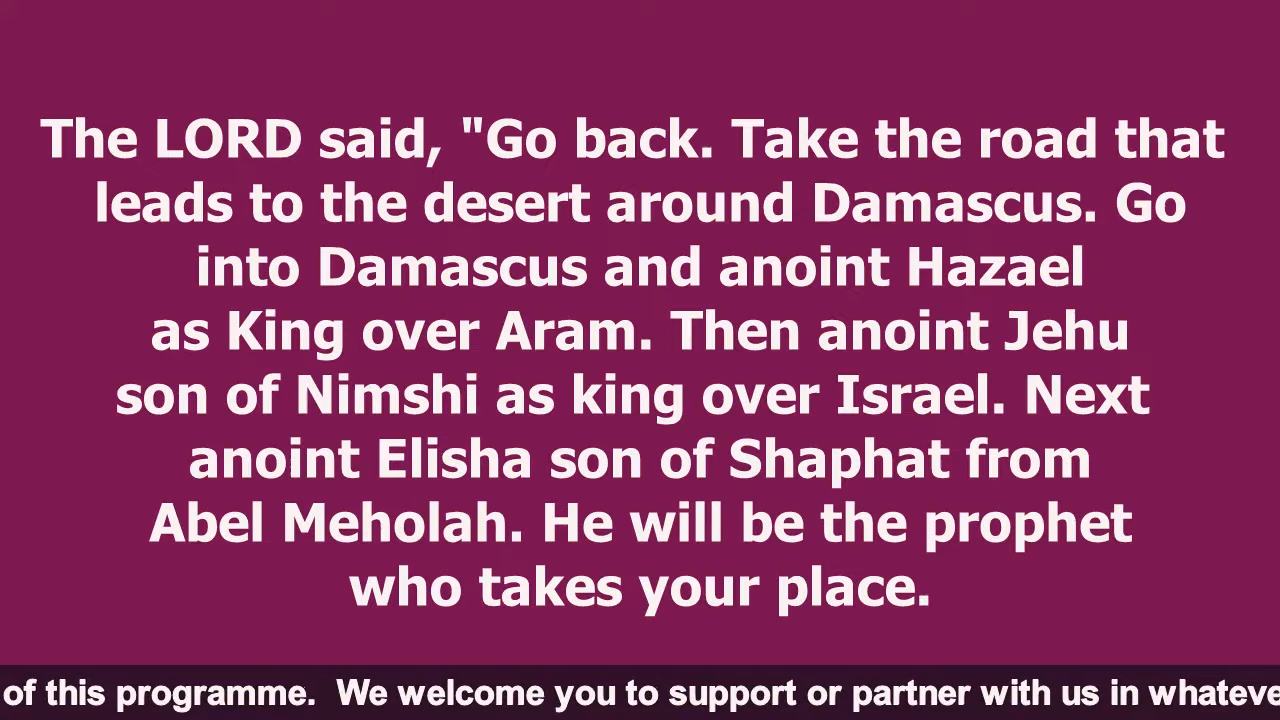 The LORD said, "Go back. Take the road that
leads to the desert around Damascus. Go
into Damascus and anoint Hazael
as King over Aram. Then anoint Jehu
son of Nimshi as king over Israel. Next
anoint Elisha son of Shaphat from
Abel Meholah. He will be the prophet
who takes your place.
of this programme.  We welcome you to support or partner with us in whateve